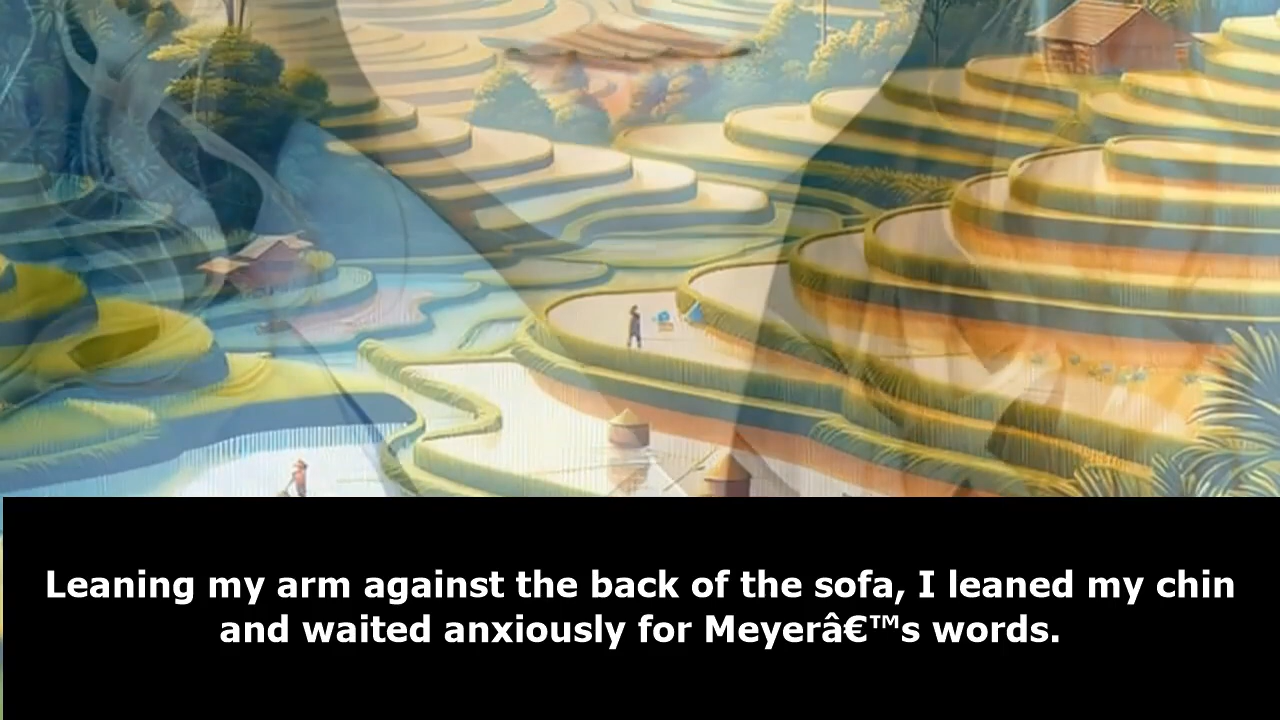 Leaning my arm against the back of the sofa, I leaned my chin
and waited anxiously for Meyerâ€™s words.